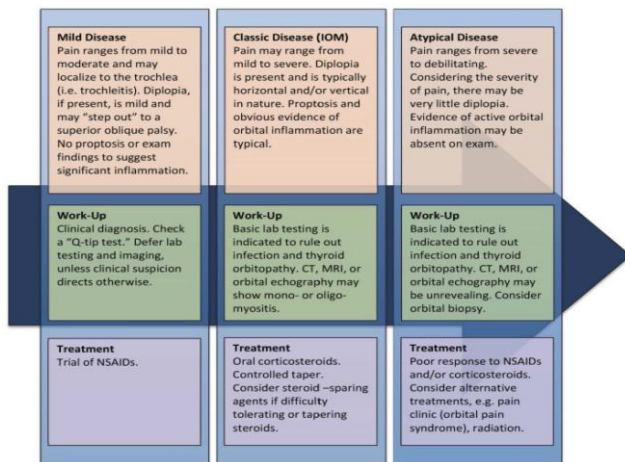 Mild Disease
Pain ranges from mild to
moderate and may
localize to the trochlea
(i.e. trochleitis). Diplopia,
if present, is mild and
may “step out” to a
superior oblique palsy.
No proptosis or exam
findings to suggest
significant inflammation.
Work-Up
Clinical diagnosis. Check
a “Q-tip test.” Defer lab
testing and imaging,
unless clinical suspicion
directs otherwise.
Treatment
Trial of NSAIDs.
Classic Disease (IOM)
Pain may range from
mild to severe. Diplopia
is present and is typically
horizontal and/or vertical
in nature. Proptosis and
obvious evidence of
orbital inflammation are
typical.
Work-Up
Basic lab testing is
indicated to rule out
infection and thyroid
orbitopathy. CT, MRI, or
orbital echography may
show mono- or oligo-
myositis.
Treatment
Oral corticosteroids.
Controlled taper.
Consider steroid –sparing
agents if difficulty
tolerating or tapering
steroids.
Atypical Disease
Pain ranges from severe
to debilitating.
Considering the severity
of pain, there may be
very little diplopia.
Evidence of active orbital
inflammation may be
absent on exam.
Work-Up
Basic lab testing is
indicated to rule out
infection and thyroid
orbitopathy. CT, MRI, or
orbital echography may
be unrevealing. Consider
orbital biopsy.
Treatment
Poor response to NSAIDs
and/or corticosteroids.
Consider alternative
treatments, e.g. pain
clinic (orbital pain
syndrome), radiation.